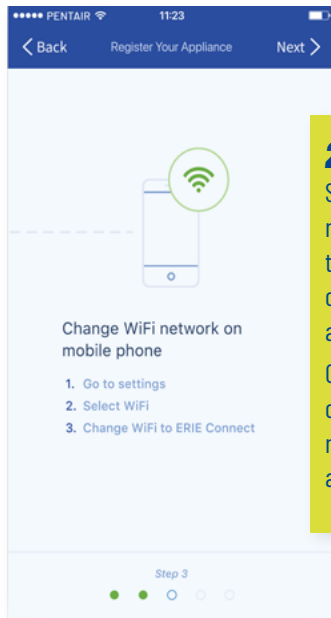 PENTAIR 11:23
Back Register Your Appliance Next
Change WiFi network on
mobile phone
1. Go to settings
2. Select WiFi
3. Change WiFi to ERIE Connect
Step 3